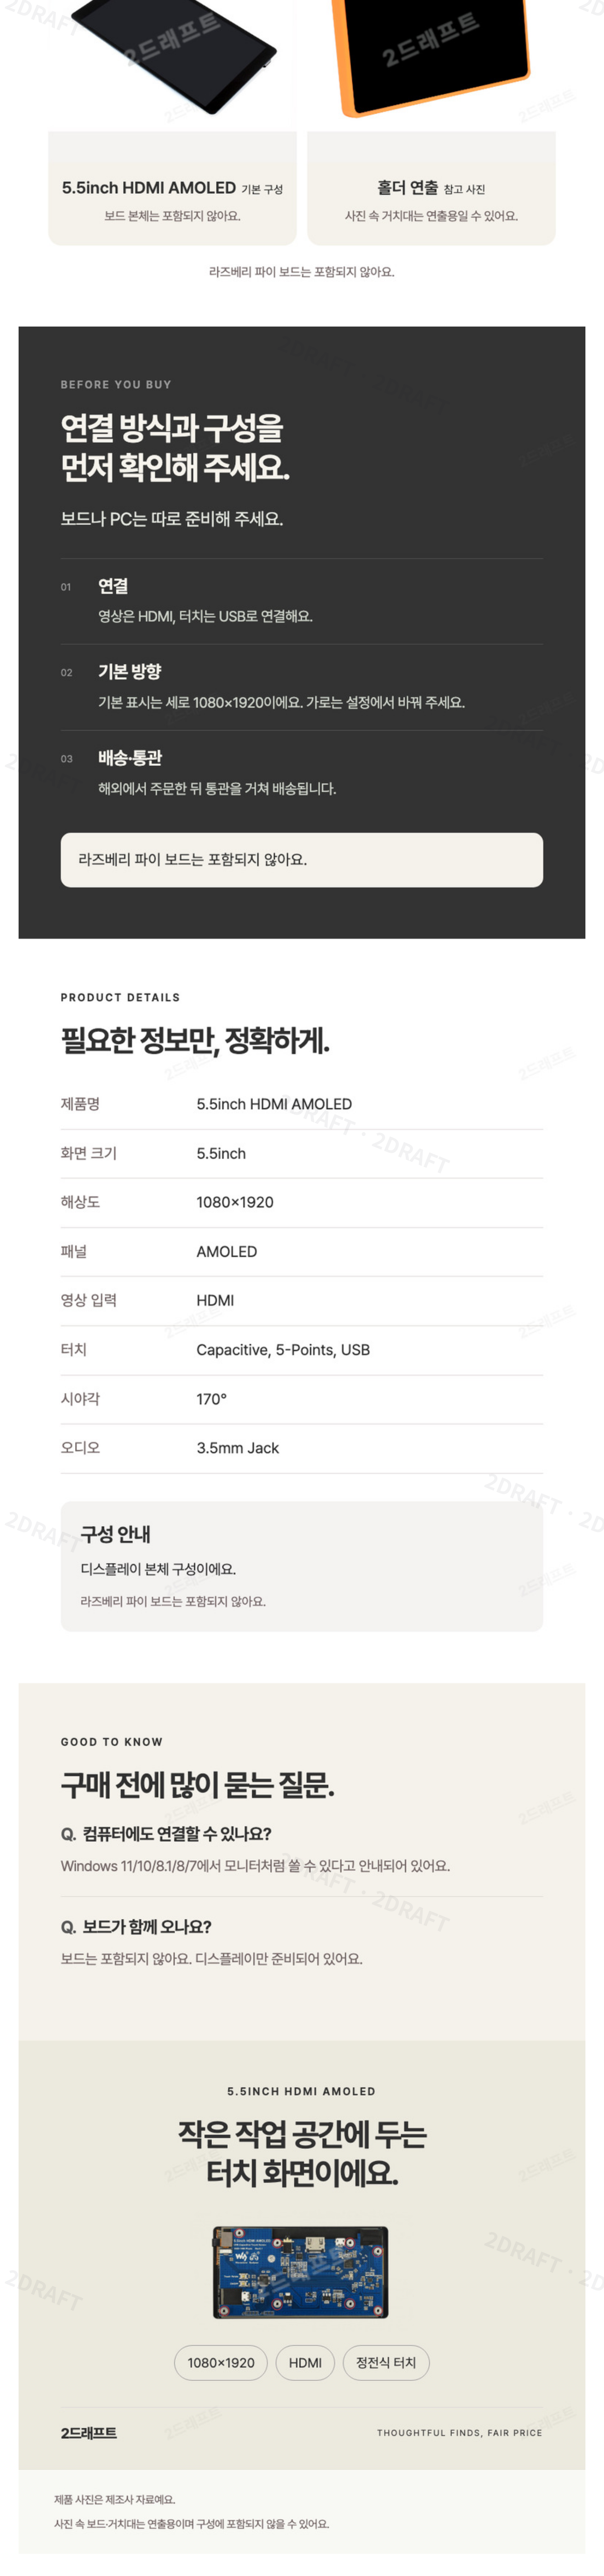 2DRAFT
2드래프트
2드래프트
5.5inch HDMI AMOLED 기본 구성
보드 본체는 포함되지 않아요.
홀더 연출 참고 사진
사진 속 거치대는 연출용일 수 있어요.
라즈베리 파이 보드는 포함되지 않아요.
BEFORE YOU BUY
연결 방식과 구성을
먼저 확인해 주세요.
보드나 PC는 따로 준비해 주세요.
01 연결
영상은 HDMI, 터치는 USB로 연결해요.
02 기본 방향
기본 표시는 세로 1080×1920이에요. 가로는 설정에서 바꿔 주세요.
03 배송·통관
해외에서 주문한 뒤 통관을 거쳐 배송됩니다.
라즈베리 파이 보드는 포함되지 않아요.
PRODUCT DETAILS
필요한 정보만, 정확하게.
제품명 5.5inch HDMI AMOLED
화면 크기 5.5inch
해상도 1080×1920
패널 AMOLED
영상 입력 HDMI
터치 Capacitive, 5-Points, USB
시야각 170°
오디오 3.5mm Jack
2DRAFT · 2DRAFT
구성 안내
디스플레이 본체 구성이에요.
라즈베리 파이 보드는 포함되지 않아요.
GOOD TO KNOW
구매 전에 많이 묻는 질문.
Q. 컴퓨터에도 연결할 수 있나요?
Windows 11/10/8.1/8/7에서 모니터처럼 쓸 수 있다고 안내되어 있어요.
Q. 보드가 함께 오나요?
보드는 포함되지 않아요. 디스플레이만 준비되어 있어요.
5.5INCH HDMI AMOLED
작은 작업 공간에 두는
터치 화면이에요.
1080×1920
HDMI
정전식 터치
2드래프트
THOUGHTFUL FINDS, FAIR PRICE
제품 사진은 제조사 자료예요.
사진 속 보드·거치대는 연출용이며 구성에 포함되지 않을 수 있어요.